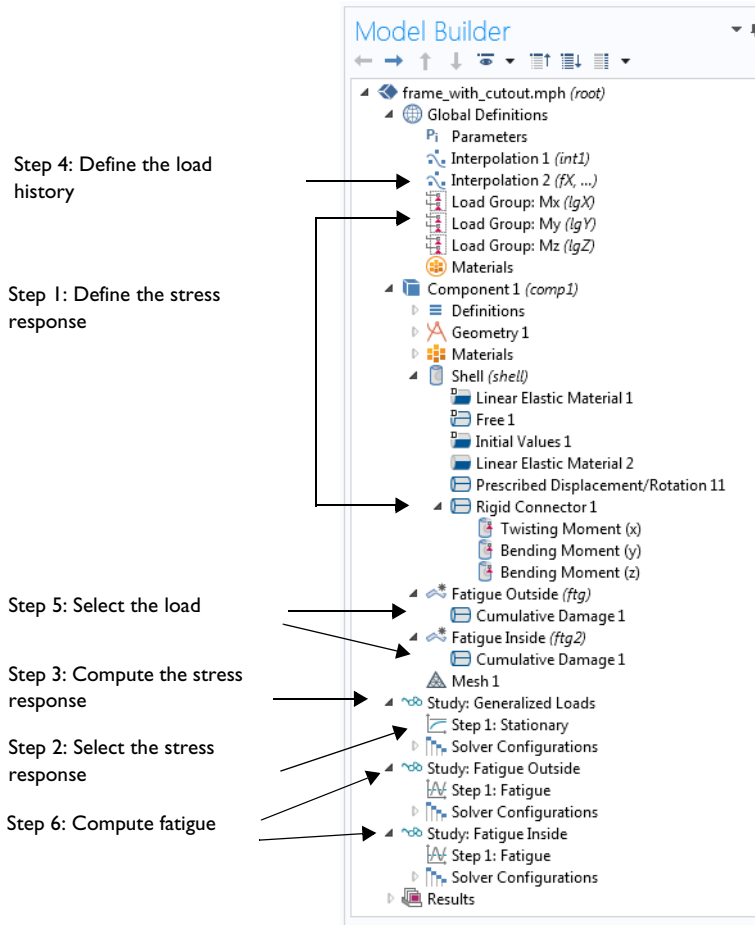 Model Builder
frame_with_cutout.mph (root)
Global Definitions
Pi Parameters
Interpolation 1 (int1)
Step 4: Define the load
history
Interpolation 2 (fX, ...)
Load Group: Mx (lgX)
Load Group: My (lgY)
Load Group: Mz (lgZ)
Materials
Step 1: Define the stress
response
Component 1 (comp1)
Definitions
Geometry 1
Materials
Shell (shell)
D Linear Elastic Material 1
D Free 1
D Initial Values 1
Linear Elastic Material 2
Prescribed Displacement/Rotation 11
Rigid Connector 1
Twisting Moment (x)
Bending Moment (y)
Bending Moment (z)
Fatigue Outside (ftg)
Step 5: Select the load
Cumulative Damage 1
Fatigue Inside (ftg2)
Cumulative Damage 1
Step 3: Compute the stress
response
Mesh 1
Study: Generalized Loads
Step 1: Stationary
Step 2: Select the stress
response
Solver Configurations
Study: Fatigue Outside
Step 1: Fatigue
Solver Configurations
Step 6: Compute fatigue
Study: Fatigue Inside
Step 1: Fatigue
Solver Configurations
Results